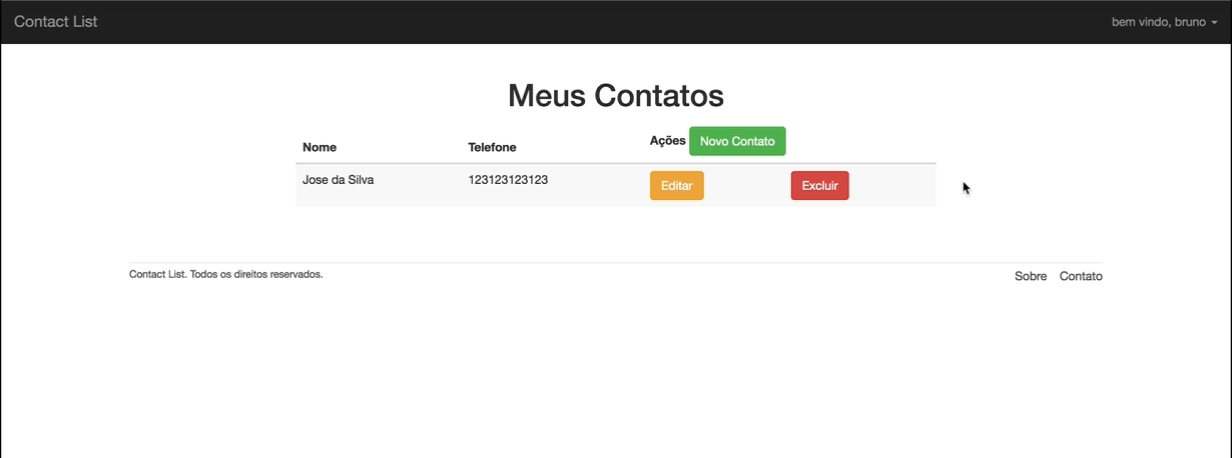 Contact List
bem vindo, bruno
Meus Contatos
Nome Telefone Ações Novo Contato
Jose da Silva 123123123123 Editar Excluir
Contact List. Todos os direitos reservados. Sobre Contato